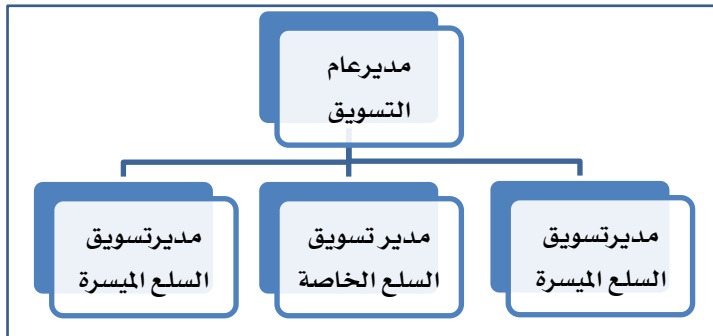 مديرعام
التسويق
مديرتسويق
السلع الميسرة
مدير تسويق
السلع الخاصة
مديرتسويق
السلع الميسرة